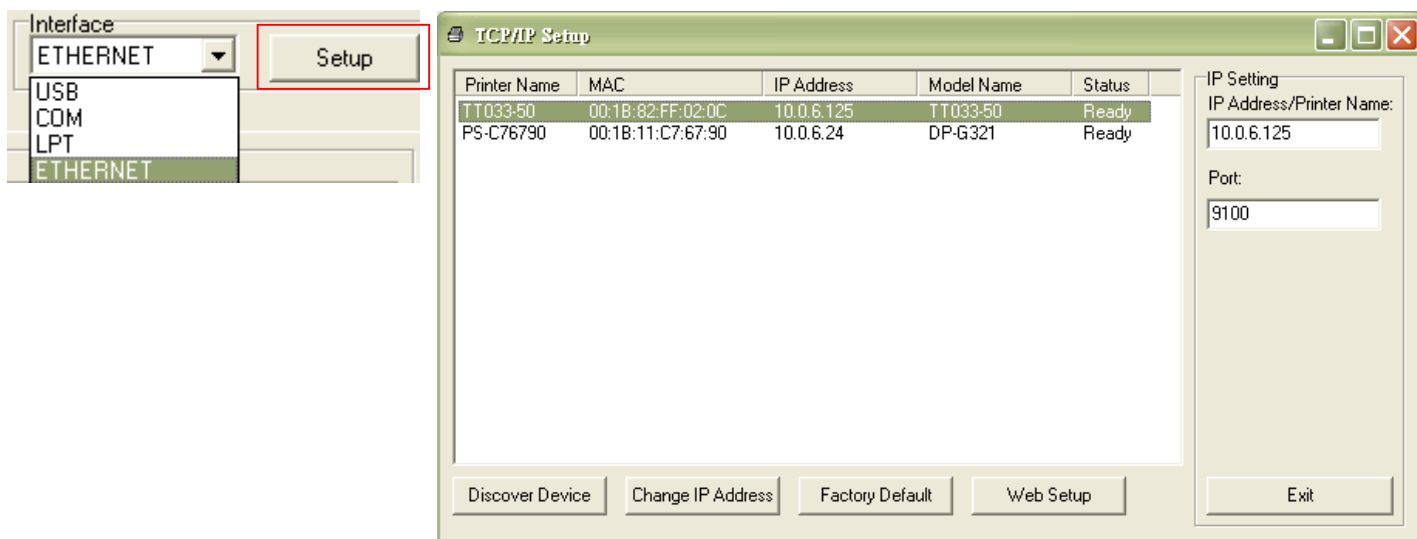 Interface
ETHERNET
Setup
USB
COM
LPT
ETHERNET
TCP/IP Setup
Printer Name MAC IP Address Model Name Status
TT033-50 00:1B:82:FF:02:0C 10.0.6.125 TT033-50 Ready
PS-C76790 00:1B:11:C7:67:90 10.0.6.24 DP-G321 Ready
IP Setting
IP Address/Printer Name:
10.0.6.125
Port:
9100
Discover Device Change IP Address Factory Default Web Setup Exit